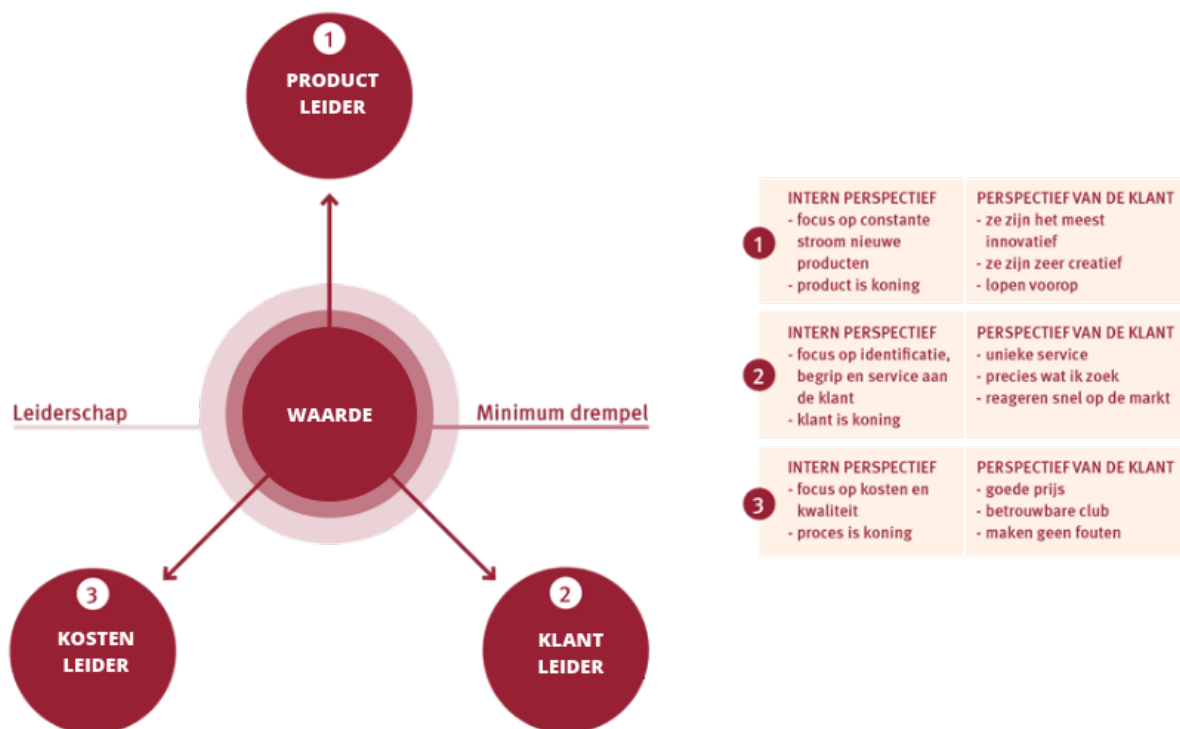 1
PRODUCT
LEIDER
Leiderschap
WAARDE
Minimum drempel
3
KOSTEN
LEIDER
2
KLANT
LEIDER
1
INTERN PERSPECTIEF
- focus op constante
stroom nieuwe
producten
- product is koning
PERSPECTIEF VAN DE KLANT
- ze zijn het meest
innovatief
- ze zijn zeer creatief
- lopen voorop
2
INTERN PERSPECTIEF
- focus op identificatie,
begrip en service aan
de klant
- klant is koning
PERSPECTIEF VAN DE KLANT
- unieke service
- precies wat ik zoek
- reageren snel op de markt
3
INTERN PERSPECTIEF
- focus op kosten en
kwaliteit
- proces is koning
PERSPECTIEF VAN DE KLANT
- goede prijs
- betrouwbare club
- maken geen fouten